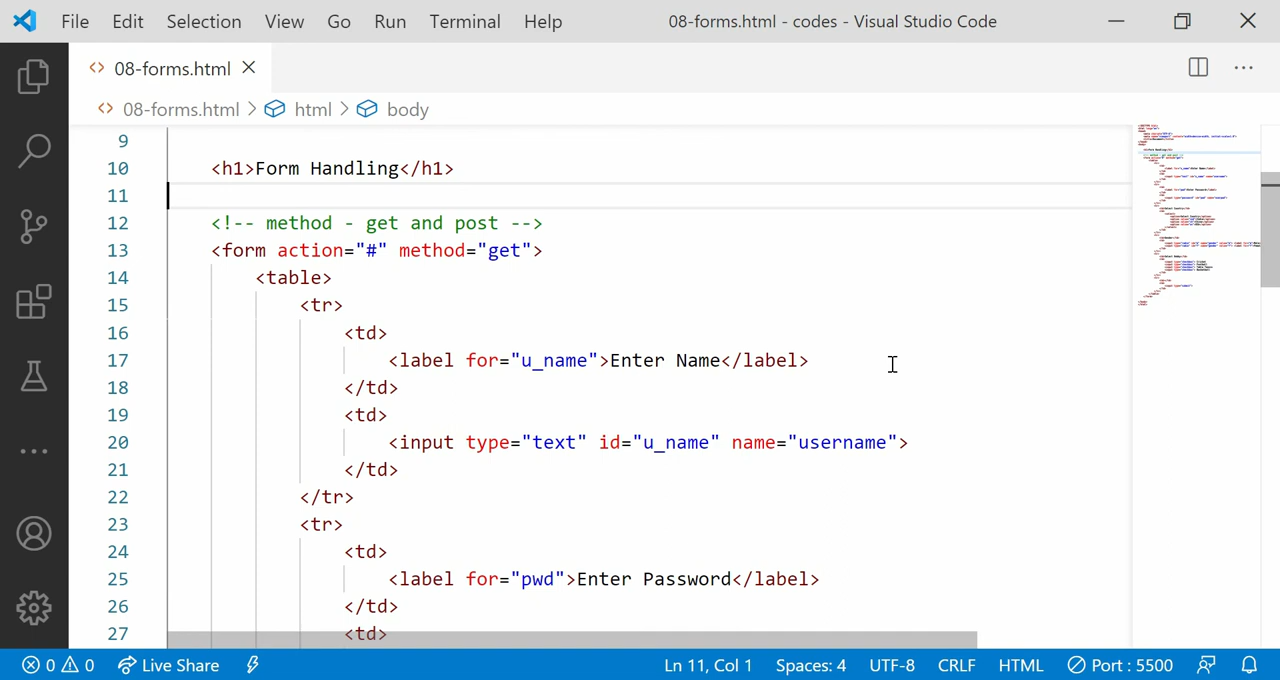 File Edit Selection View Go Run Terminal Help 08-forms.html - codes - Visual Studio Code
08-forms.html
08-forms.html > html > body
9
10 <h1>Form Handling</h1>
11
12 <!-- method - get and post -->
13 <form action="#" method="get">
14 <table>
15 <tr>
16 <td>
17 <label for="u_name">Enter Name</label>
18 </td>
19 <td>
20 <input type="text" id="u_name" name="username">
21 </td>
22 </tr>
23 <tr>
24 <td>
25 <label for="pwd">Enter Password</label>
26 </td>
27 <td>
0 0 Live Share Ln 11, Col 1 Spaces: 4 UTF-8 CRLF HTML Port : 5500